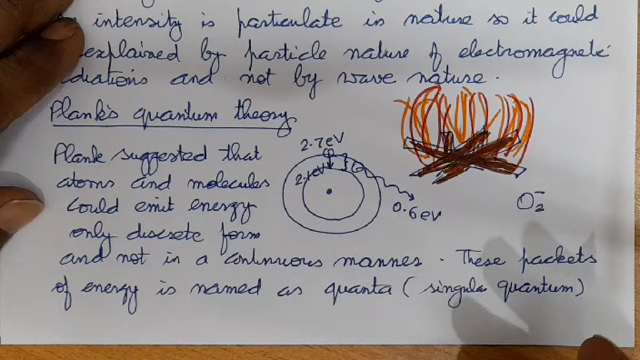 intensity is particulate in nature so it could
explained by particle nature of electromagnetic
and not by wave nature.
Plank's quantum theory
Plank suggested that
atoms and molecules
could emit energy
only discrete form
and not in a continuous manner. These packets
of energy is named as quanta (singular quantum)
2.7eV
2.1eV
0.6eV
O₂⁻